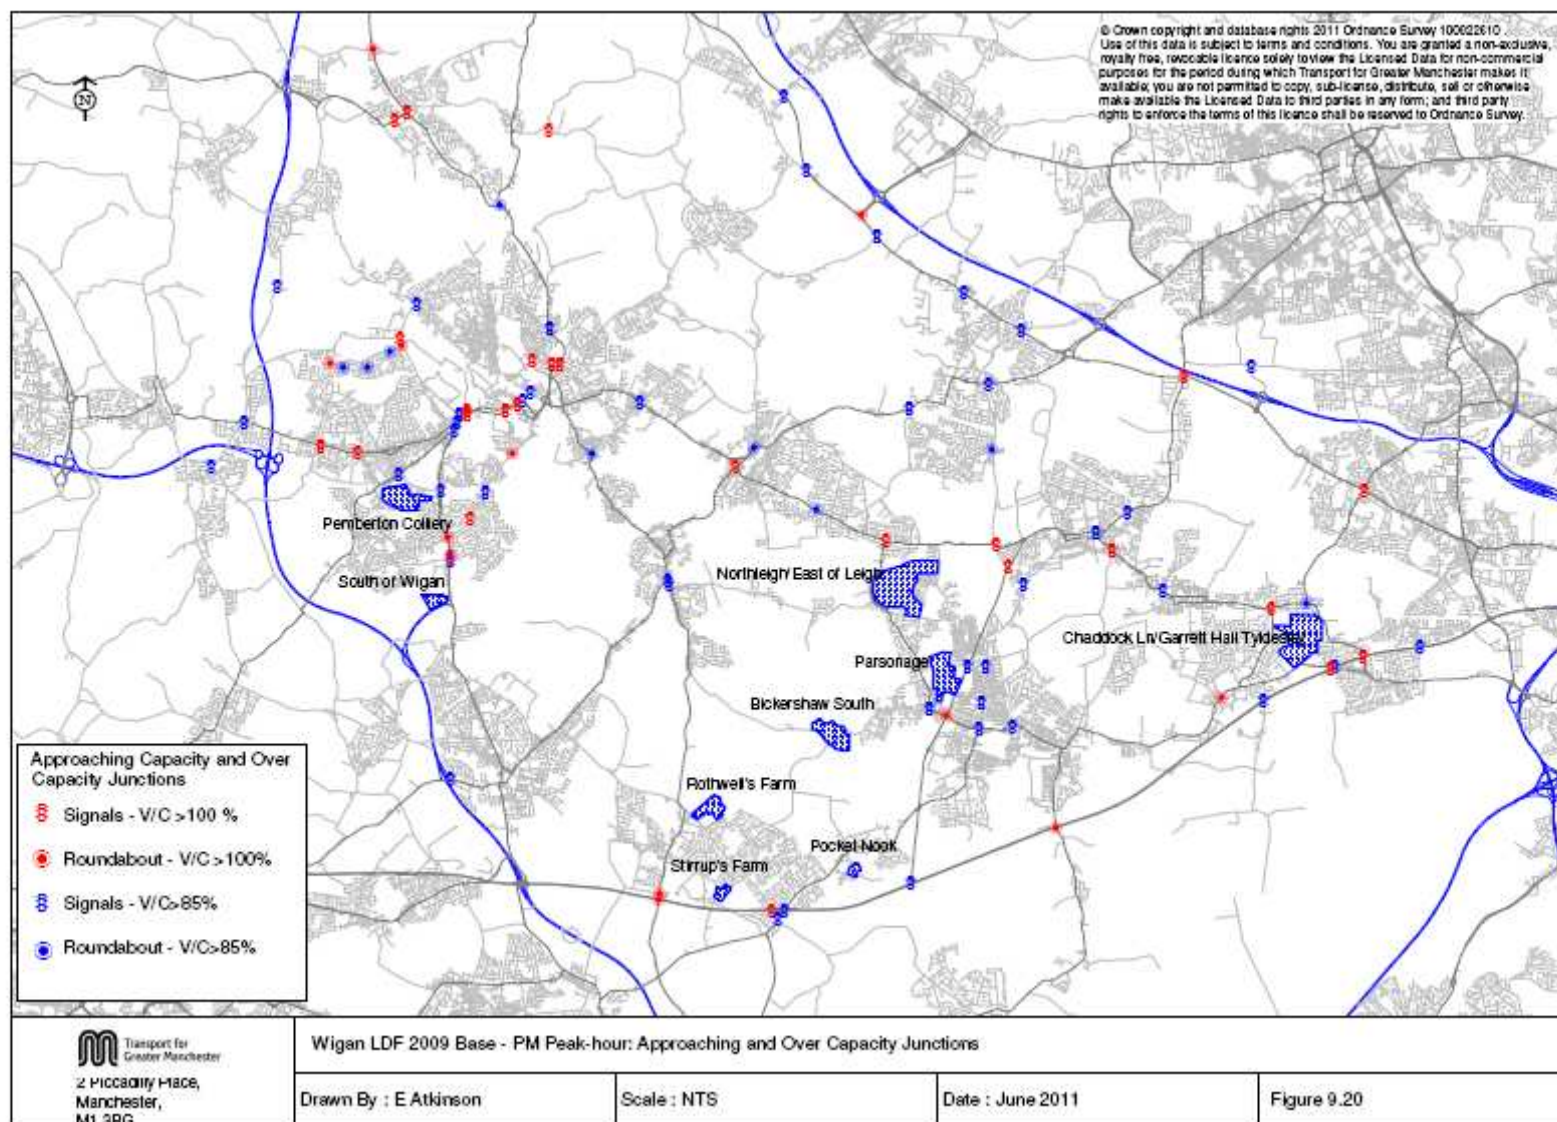 © Crown copyright and database rights 2011 Ordnance Survey 100022610 .
Use of this data is subject to terms and conditions. You are granted a non-exclusive,
royalty free, revocable licence solely to view the Licensed Data for non-commercial
purposes for the period during which Transport for Greater Manchester makes it
available; you are not permitted to copy, sub-license, distribute, sell or otherwise
make available the Licensed Data to third parties in any form; and third party
rights to enforce the terms of this licence shall be reserved to Ordnance Survey.
N
Pemberton Colliery
South of Wigan
Northleigh/East of Leigh
Chaddock Ln/Garrett Hall Tyldesley
Parsonage
Bickershaw South
Rothwell's Farm
Pocket Nook
Stirrup's Farm
Approaching Capacity and Over
Capacity Junctions
Signals - V/C >100 %
Roundabout - V/C >100%
Signals - V/C>85%
Roundabout - V/C>85%
Transport for
Greater Manchester
2 Piccadilly Place,
Manchester,
M1 3BG
Wigan LDF 2009 Base - PM Peak-hour: Approaching and Over Capacity Junctions
Drawn By : E Atkinson
Scale : NTS
Date : June 2011
Figure 9.20